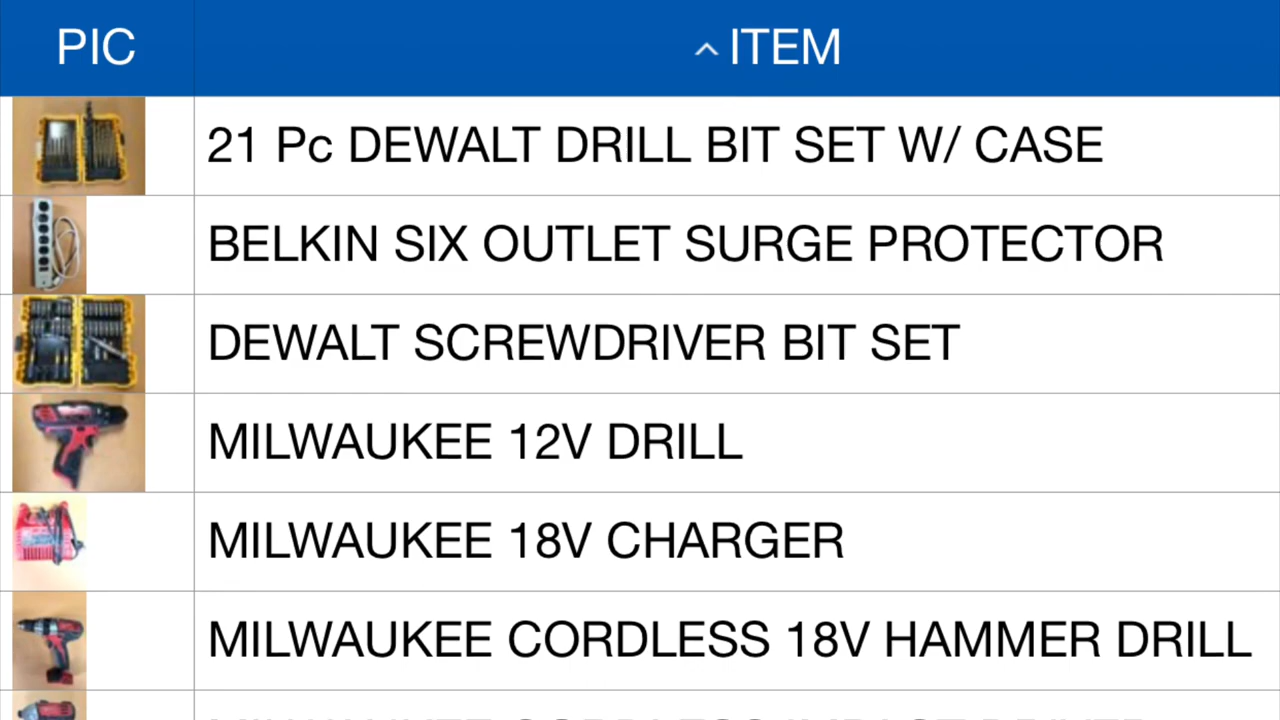 PIC
ITEM
21 Pc DEWALT DRILL BIT SET W/ CASE
BELKIN SIX OUTLET SURGE PROTECTOR
DEWALT SCREWDRIVER BIT SET
MILWAUKEE 12V DRILL
MILWAUKEE 18V CHARGER
MILWAUKEE CORDLESS 18V HAMMER DRILL